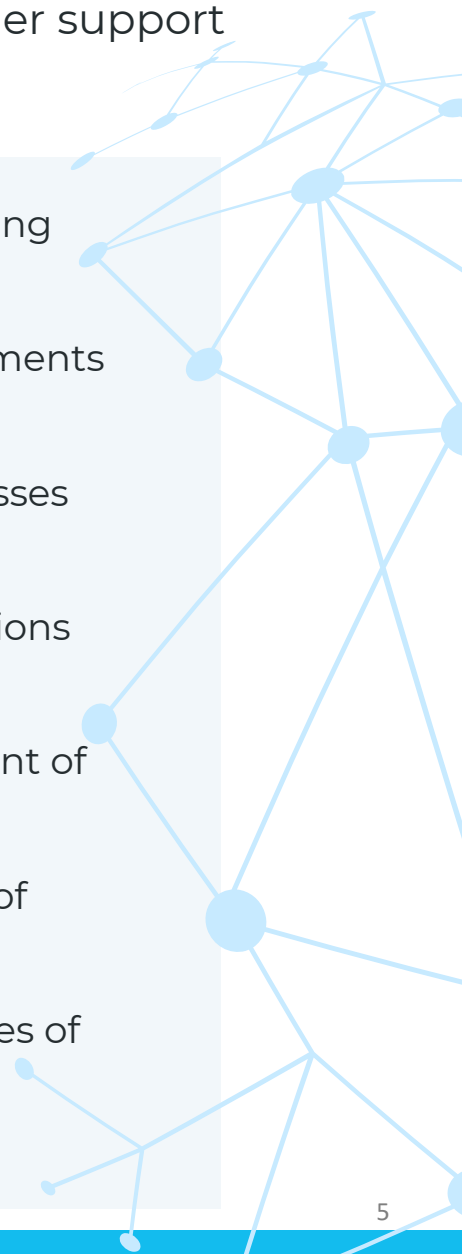 er support
ng
ments
sses
ions
nt of
of
es of
5